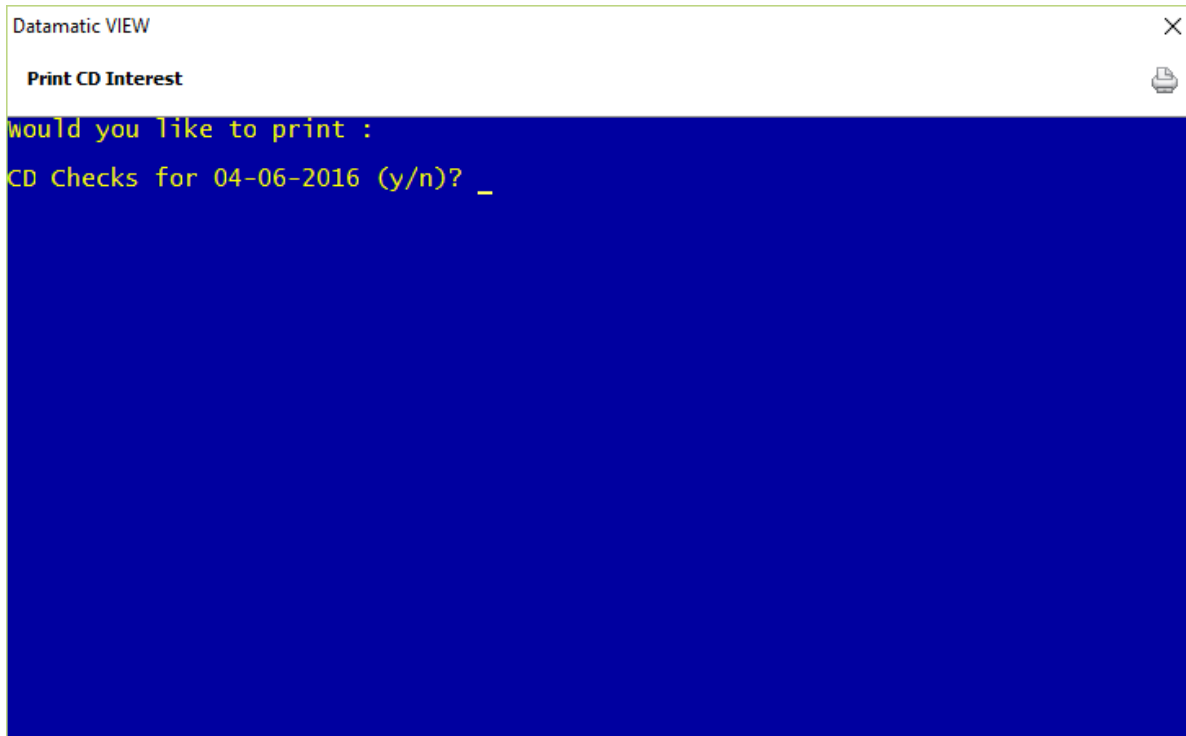 Datamatic VIEW
Print CD Interest
Would you like to print :
CD Checks for 04-06-2016 (y/n)? _